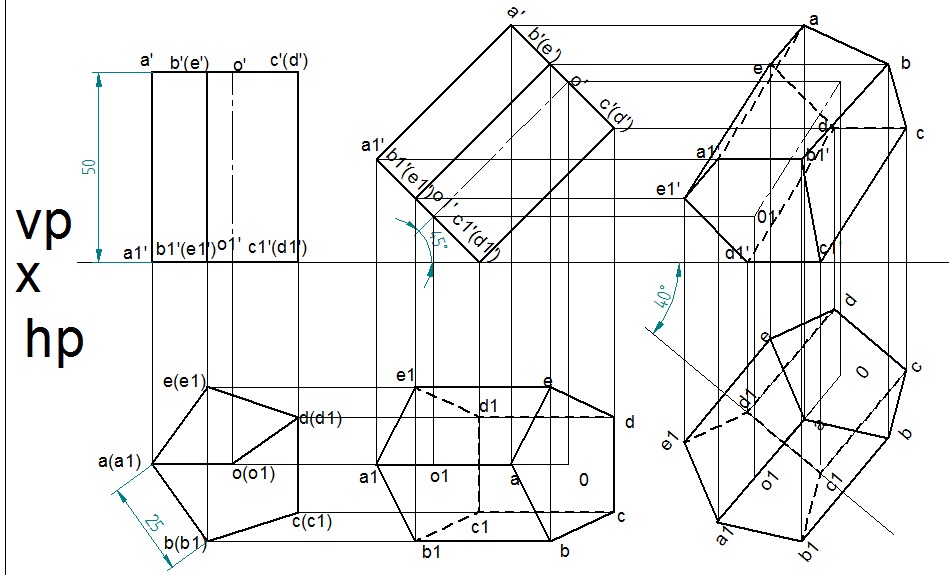 a'
b'(e')
o'
c'(d')
50
a1'
b1'(e1')
o1'
c1'(d1')
vp
x
hp
e(e1)
d(d1)
a(a1)
o(o1)
c(c1)
b(b1)
25
a'
b'(e')
o'
c'(d')
a1'
b1'(e1')
o1'
c1'(d1')
45°
e1
e
d1
d
a1
o1
a
0
c1
c
b1
b
a
e
b
d
c
a1'
b1'
e1'
01'
d1'
c1'
40°
d
e
0
c
d1
a
b
e1
o1
c1
a1
b1